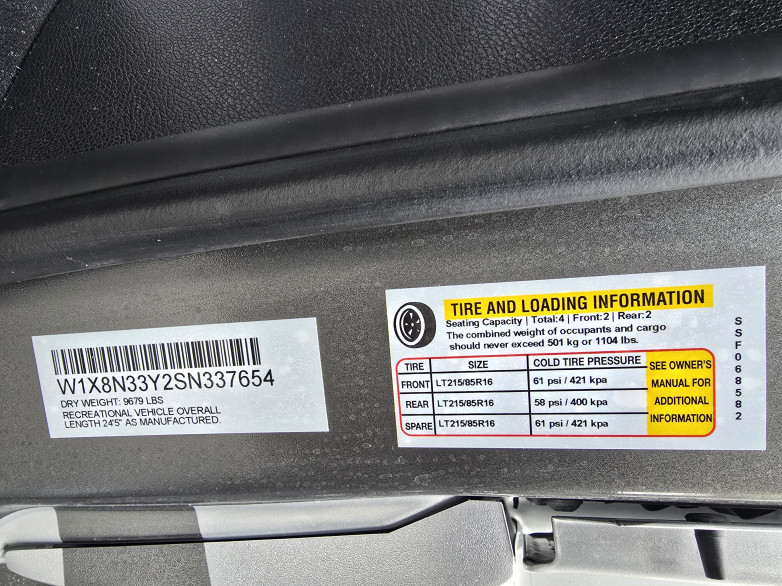 W1X8N33Y2SN337654
DRY WEIGHT: 9679 LBS
RECREATIONAL VEHICLE OVERALL
LENGTH 24'5" AS MANUFACTURED.
TIRE AND LOADING INFORMATION
Seating Capacity | Total:4 | Front:2 | Rear:2
The combined weight of occupants and cargo
should never exceed 501 kg or 1104 lbs.
TIRE SIZE COLD TIRE PRESSURE
FRONT LT215/85R16 61 psi / 421 kpa
REAR LT215/85R16 58 psi / 400 kpa
SPARE LT215/85R16 61 psi / 421 kpa
SEE OWNER'S
MANUAL FOR
ADDITIONAL
INFORMATION
SSF068582